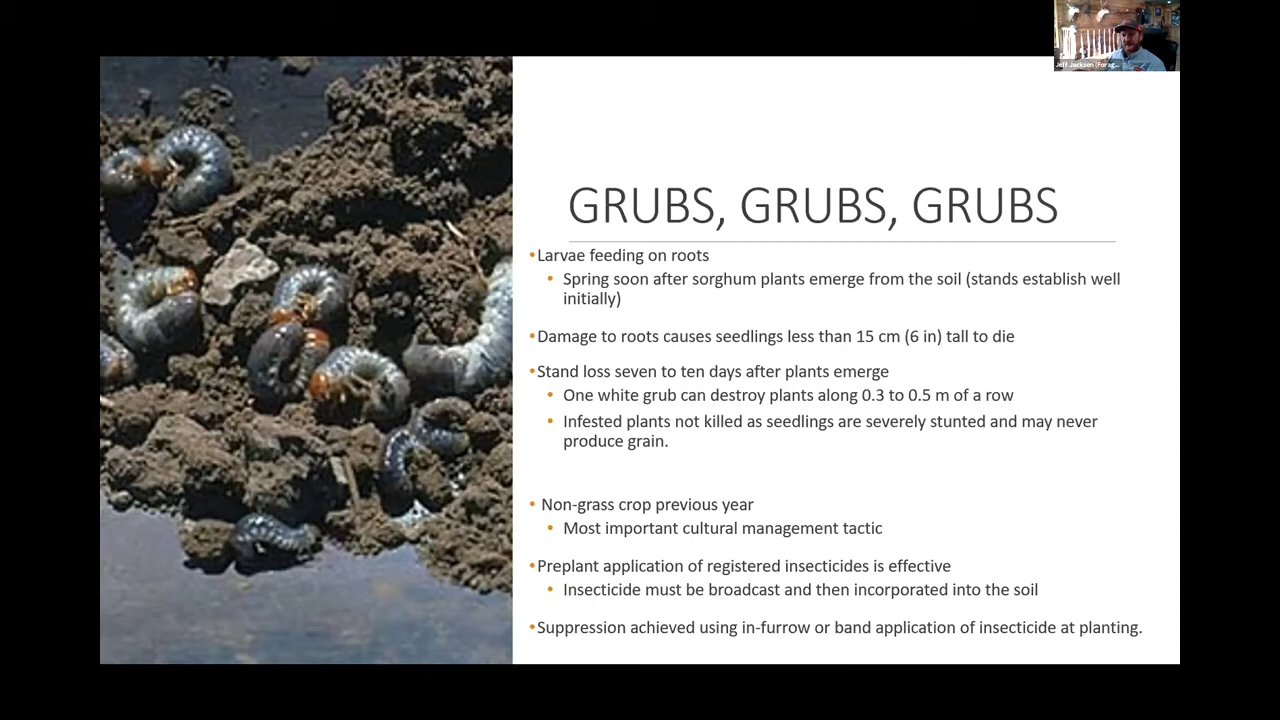 Jeff Jackson (Forag...
GRUBS, GRUBS, GRUBS
•Larvae feeding on roots
• Spring soon after sorghum plants emerge from the soil (stands establish well
initially)
•Damage to roots causes seedlings less than 15 cm (6 in) tall to die
•Stand loss seven to ten days after plants emerge
• One white grub can destroy plants along 0.3 to 0.5 m of a row
• Infested plants not killed as seedlings are severely stunted and may never
produce grain.
• Non-grass crop previous year
• Most important cultural management tactic
•Preplant application of registered insecticides is effective
• Insecticide must be broadcast and then incorporated into the soil
•Suppression achieved using in-furrow or band application of insecticide at planting.